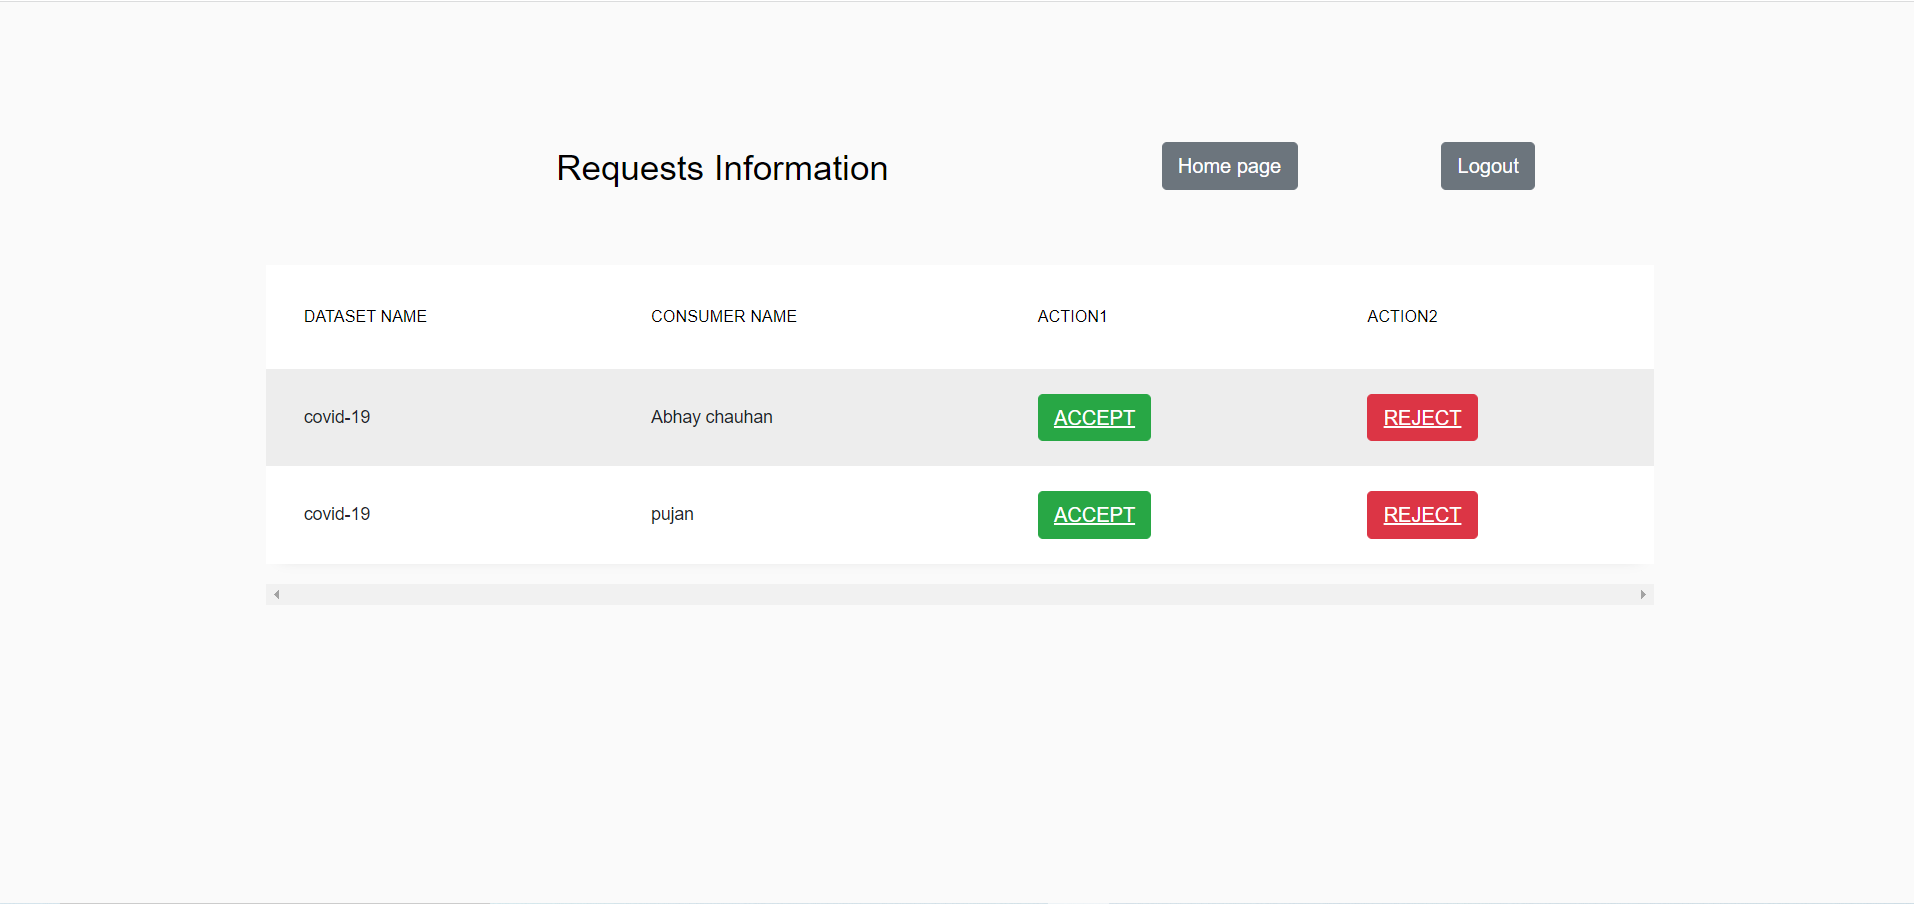 Requests Information Home page Logout
DATASET NAME CONSUMER NAME ACTION1 ACTION2
covid-19 Abhay chauhan ACCEPT REJECT
covid-19 pujan ACCEPT REJECT